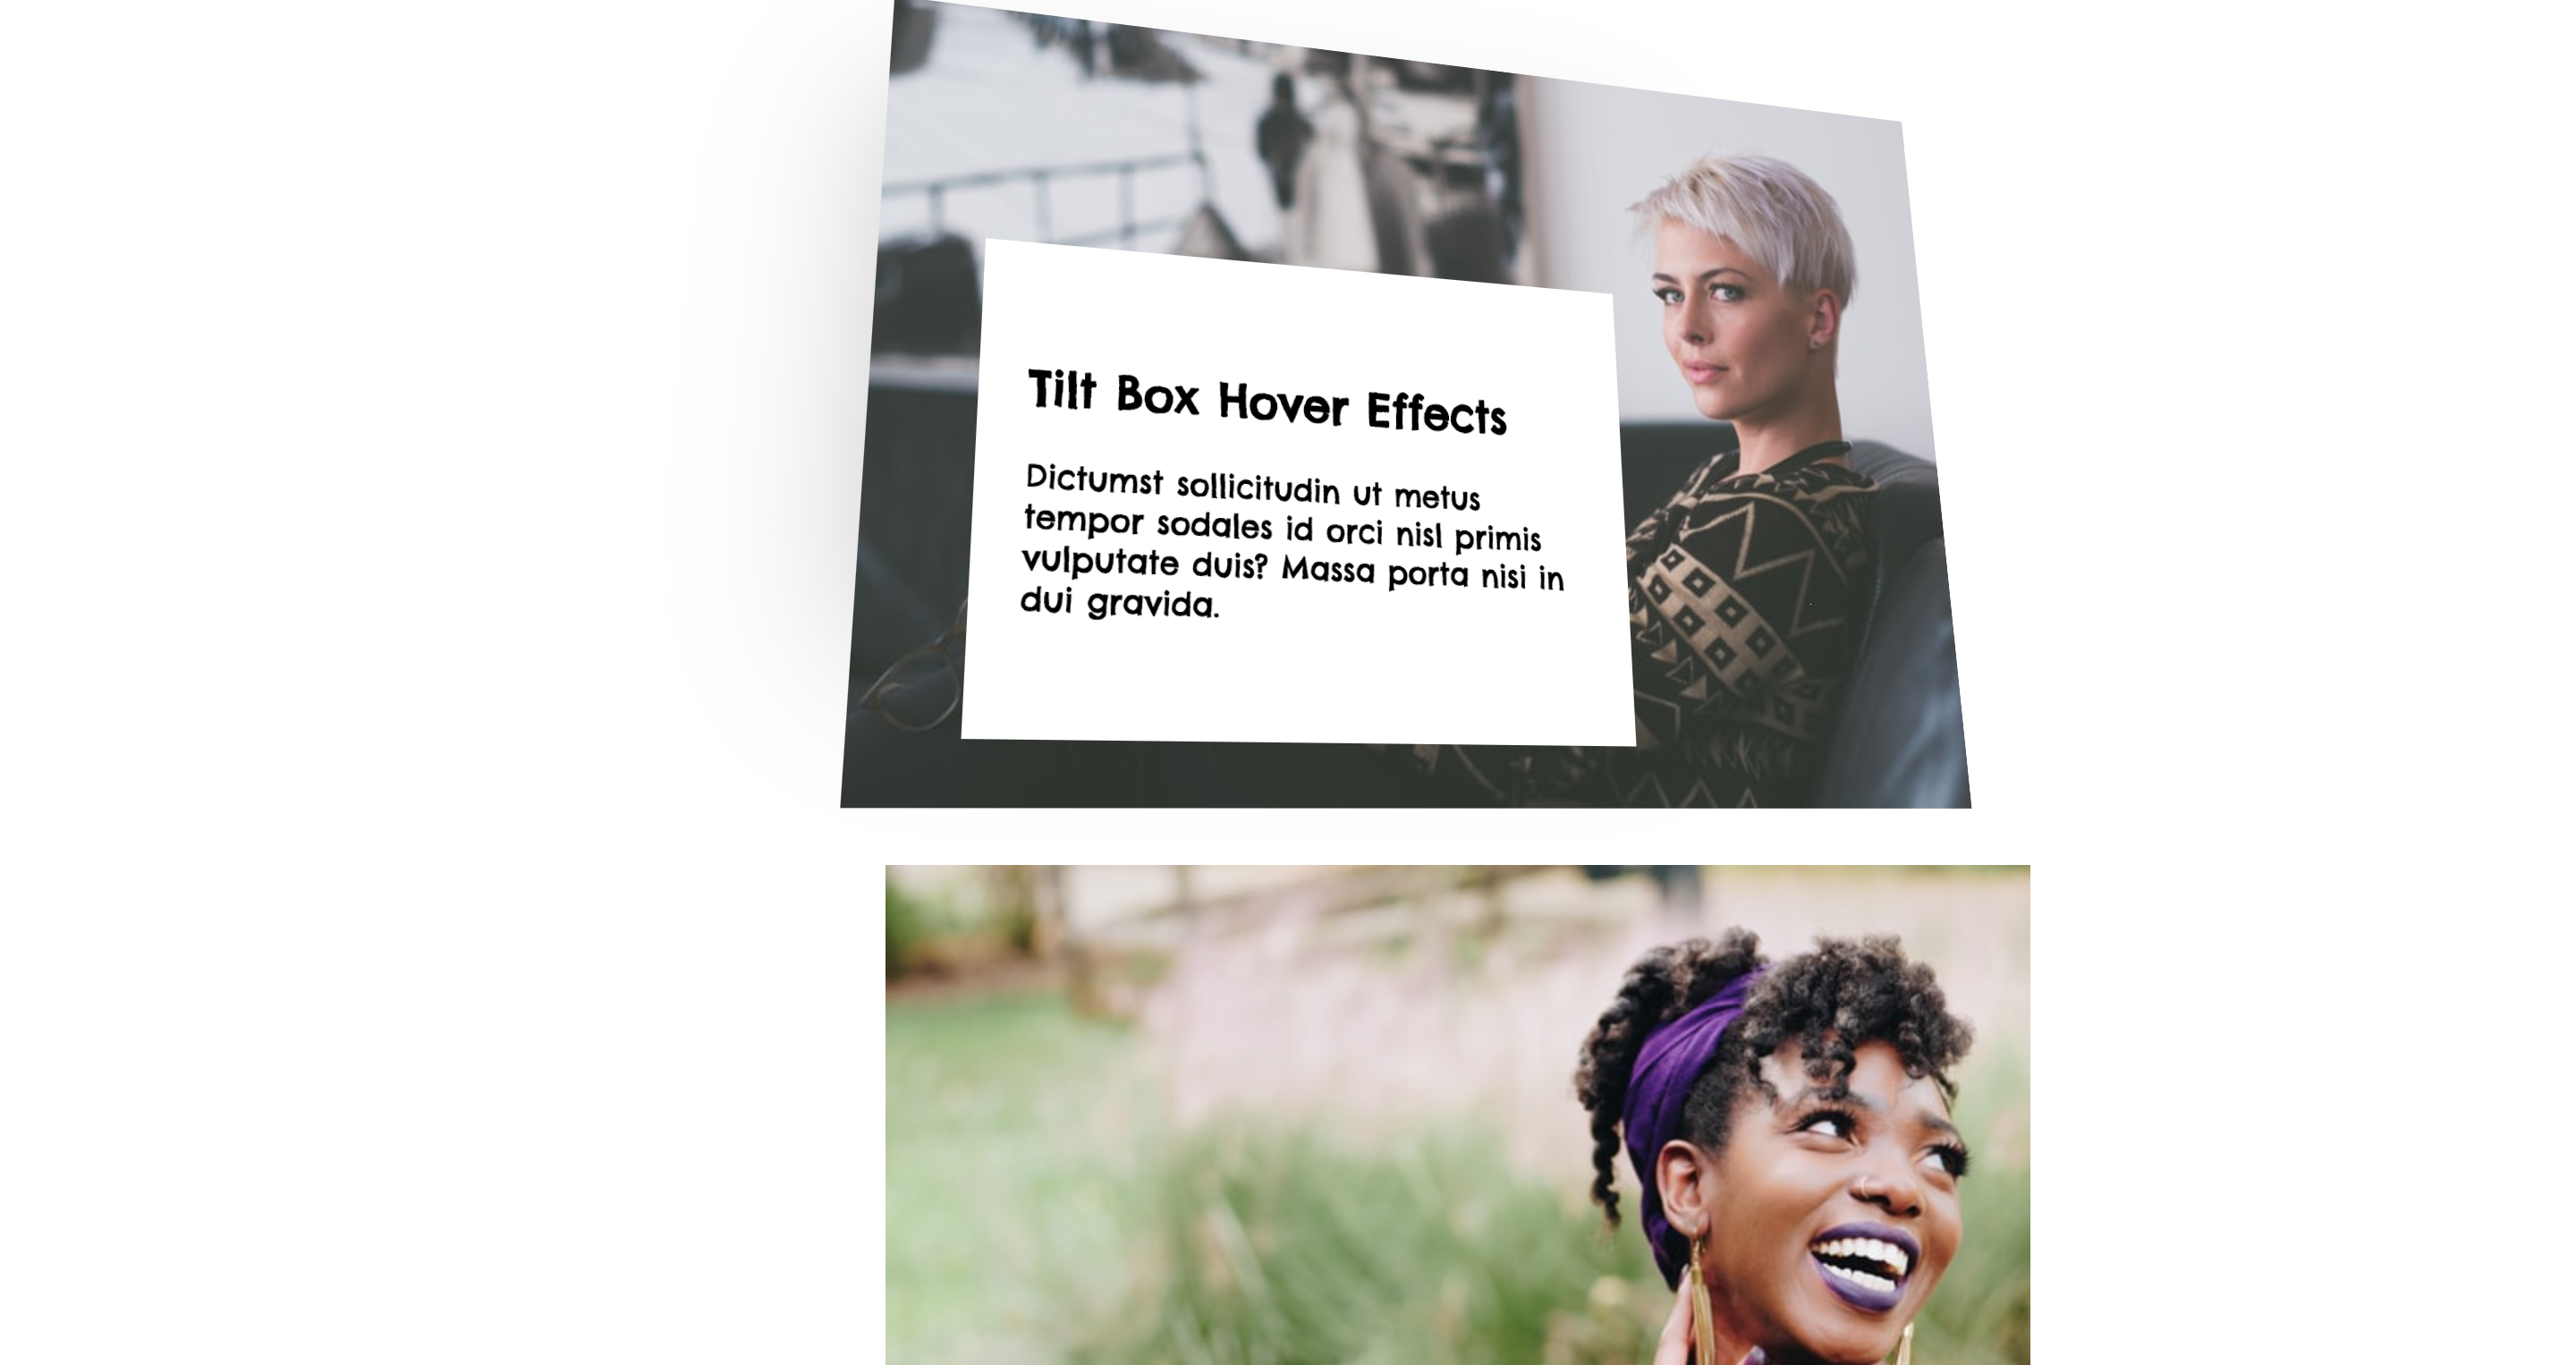 Tilt Box Hover Effects
Dictumst sollicitudin ut metus
tempor sodales id orci nisl primis
vulputate duis? Massa porta nisi in
dui gravida.